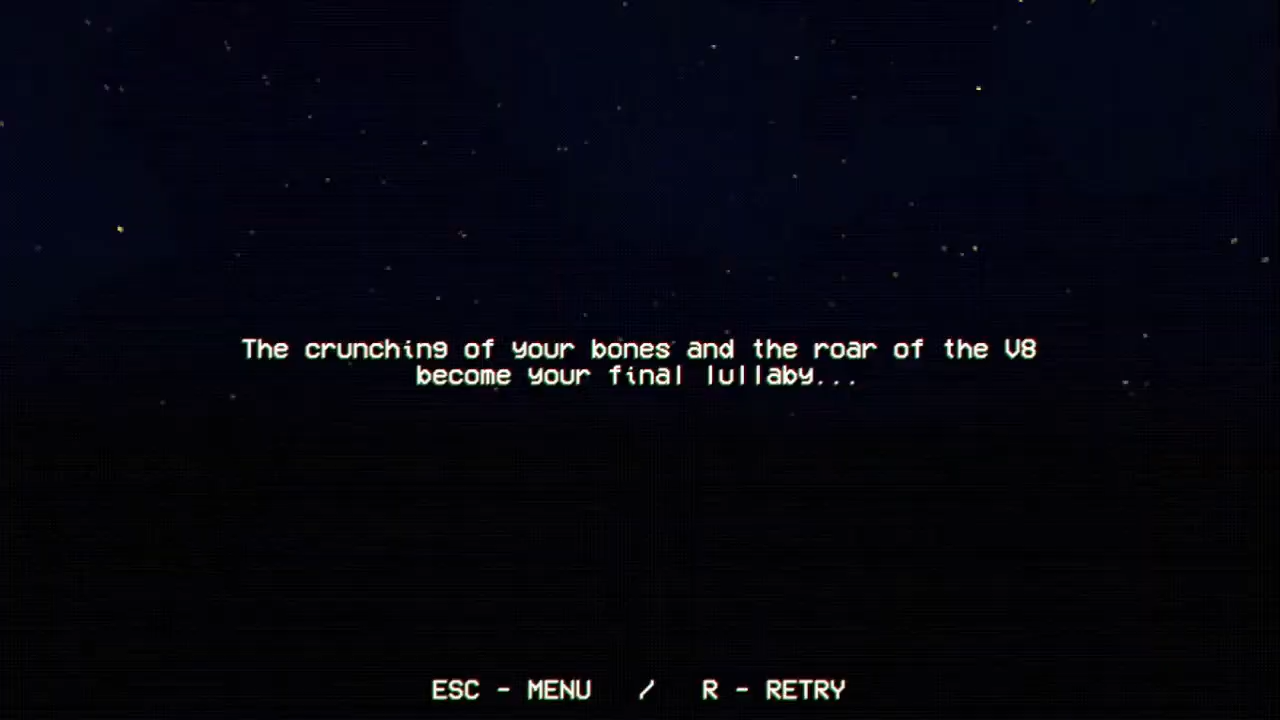 The crunching of your bones and the roar of the V8
become your final lullaby...
ESC - MENU / R - RETRY